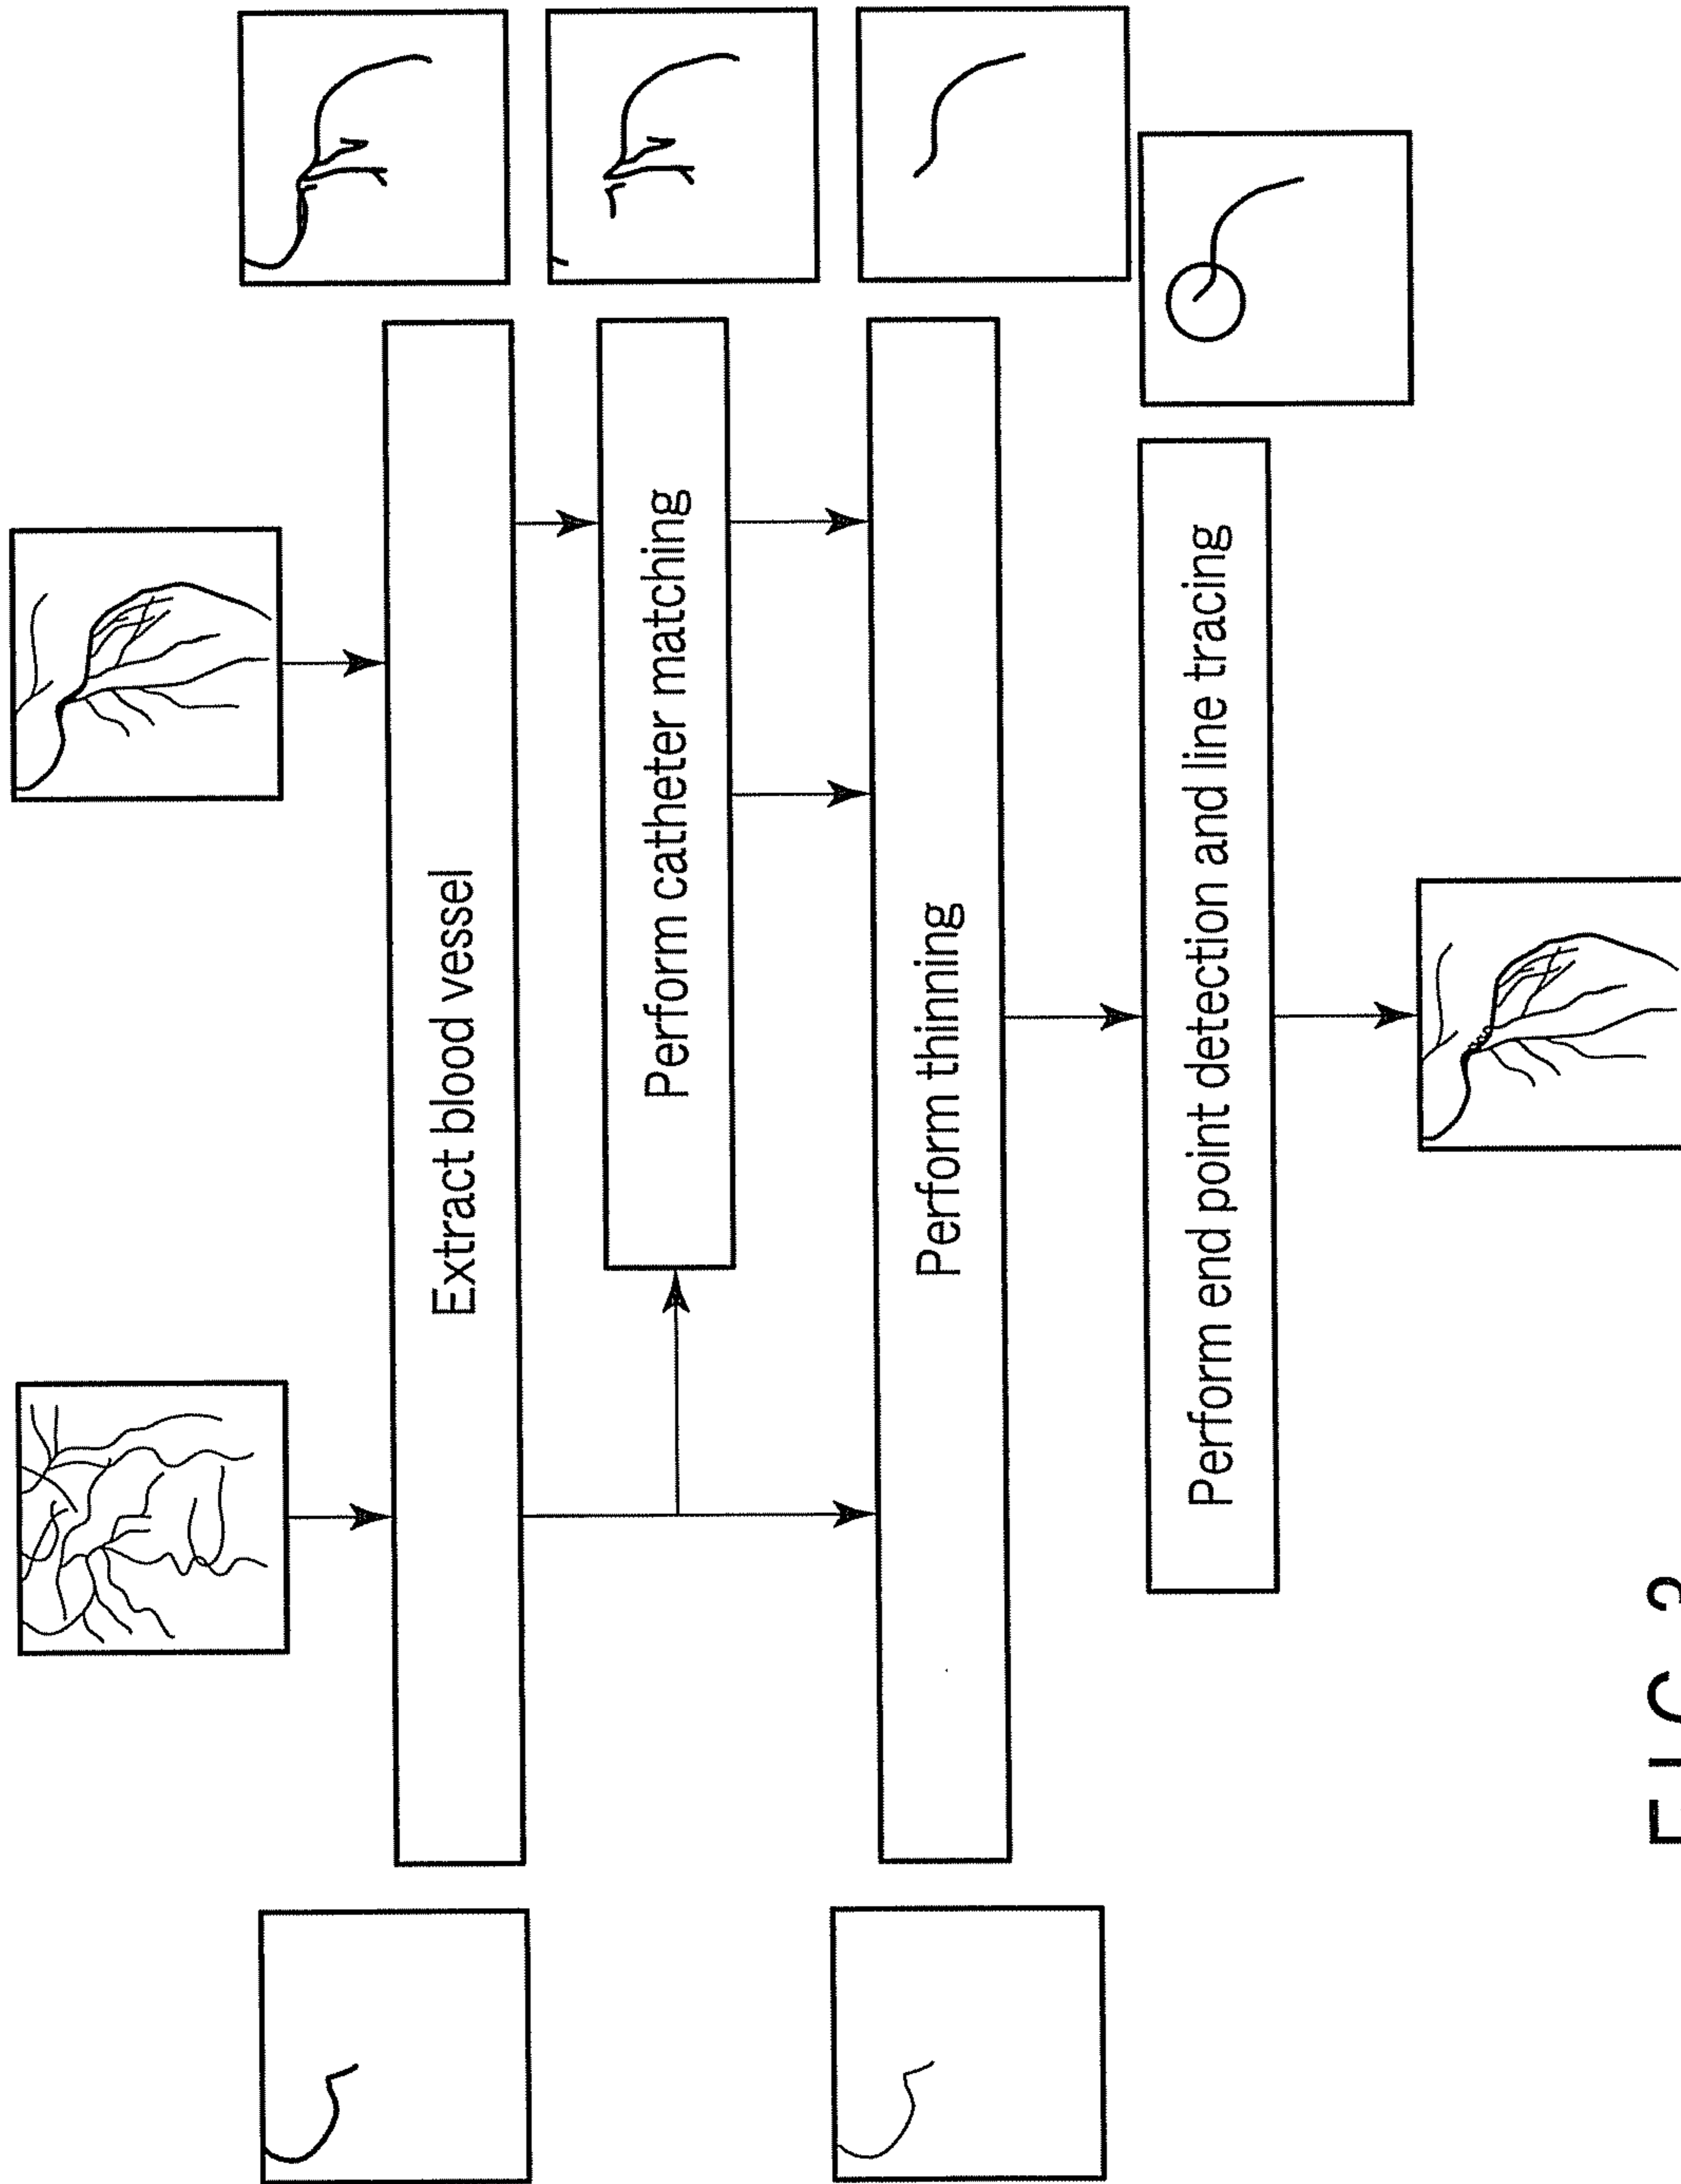 Extract blood vessel
Perform catheter matching
Perform thinning
Perform end point detection and line tracing